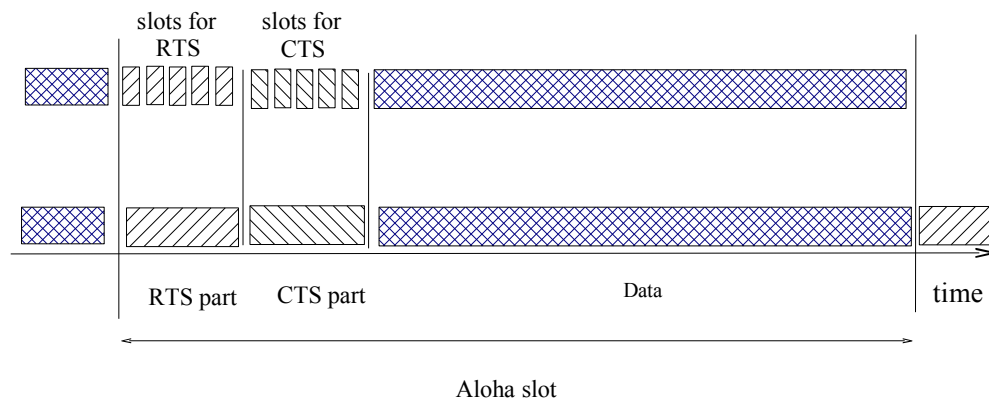 slots for
RTS
slots for
CTS
RTS part
CTS part
Data
time
Aloha slot